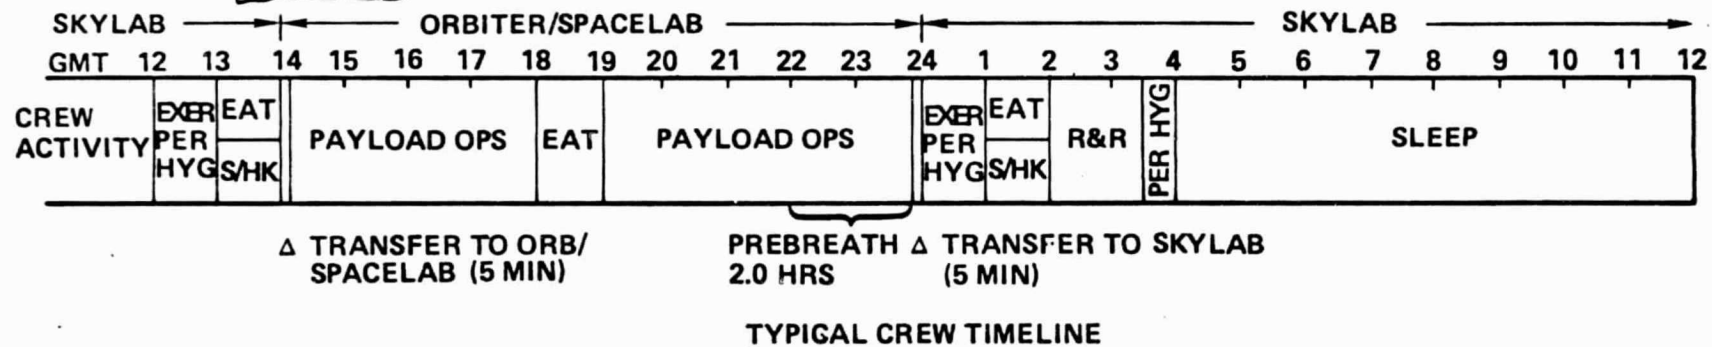 SKYLAB ORBITER/SPACELAB SKYLAB
GMT 12 13 14 15 16 17 18 19 20 21 22 23 24 1 2 3 4 5 6 7 8 9 10 11 12
CREW ACTIVITY
EXER PER HYG
EAT
S/HK
PAYLOAD OPS
EAT
PAYLOAD OPS
EXER PER HYG
EAT
S/HK
R&R
PER HYG
SLEEP
Δ TRANSFER TO ORB/
SPACELAB (5 MIN)
PREBREATH
2.0 HRS
Δ TRANSFER TO SKYLAB
(5 MIN)
TYPICAL CREW TIMELINE